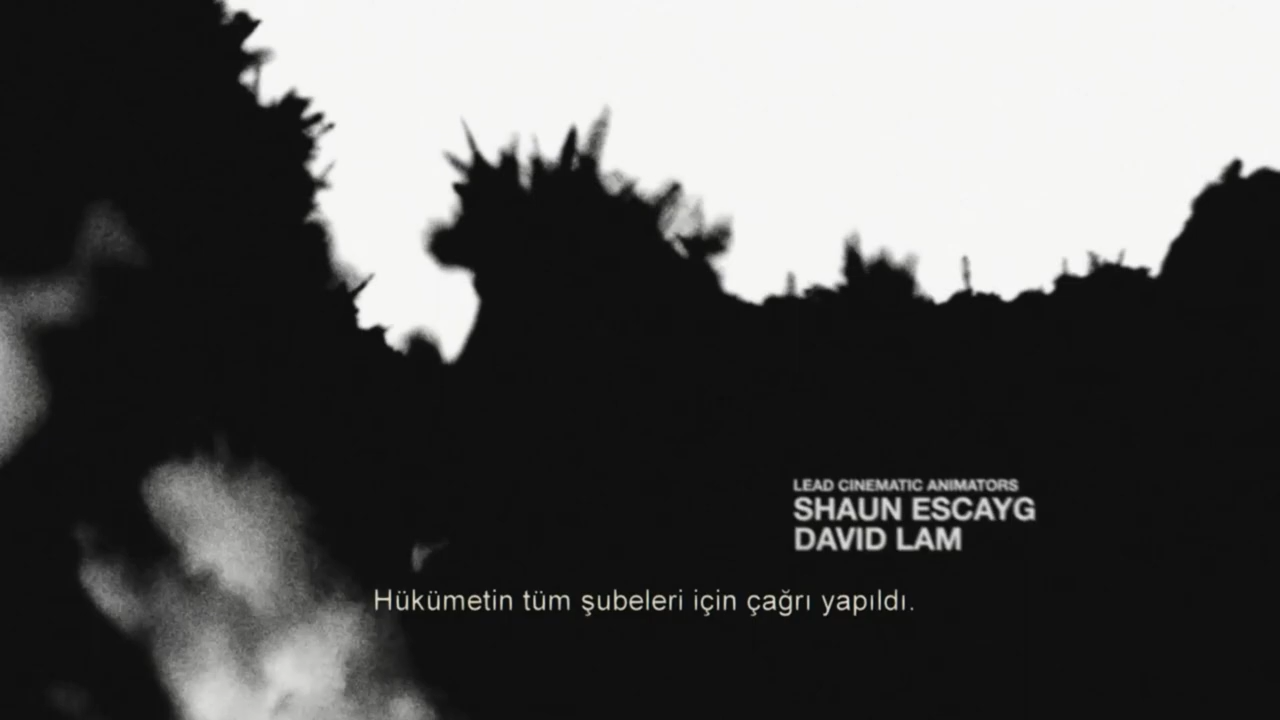 LEAD CINEMATIC ANIMATORS
SHAUN ESCAYG
DAVID LAM
Hükümetin tüm şubeleri için çağrı yapıldı.